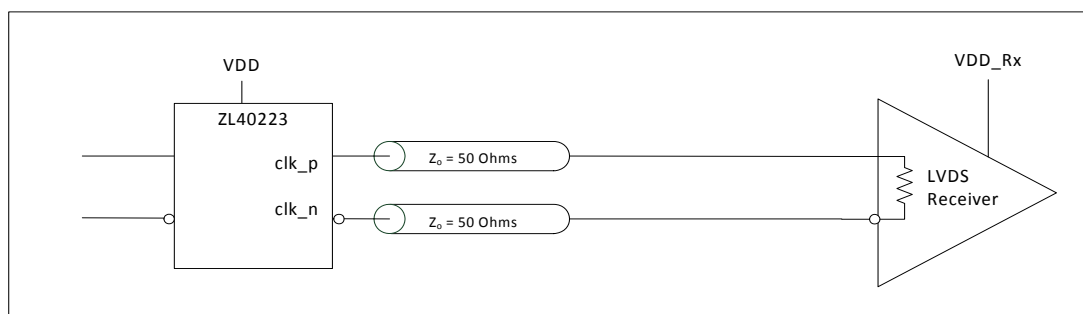 VDD
VDD_Rx
ZL40223
clk_p
Zₒ = 50 Ohms
LVDS
Receiver
clk_n
Zₒ = 50 Ohms